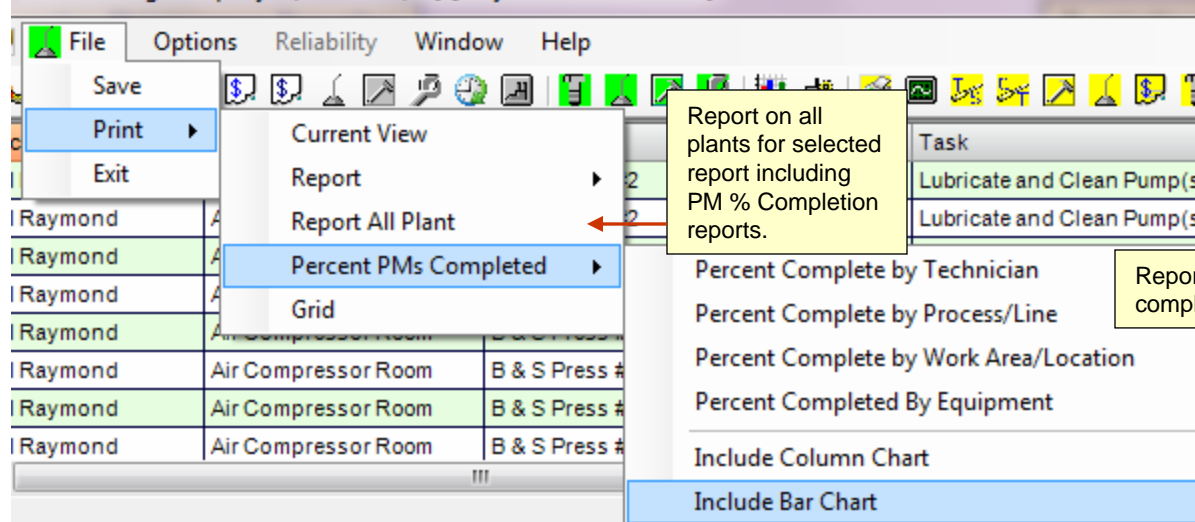 File Options Reliability Window Help
Save
Print
Exit
Current View
Report
Report All Plant
Percent PMs Completed
Grid
Report on all
plants for selected
report including
PM % Completion
reports.
Task
Lubricate and Clean Pump(s
Lubricate and Clean Pump(s
Percent Complete by Technician
Percent Complete by Process/Line
Percent Complete by Work Area/Location
Percent Completed By Equipment
Include Column Chart
Include Bar Chart
Raymond
Raymond
Raymond
Raymond
Raymond Air Compressor Room B & S Press #
Raymond Air Compressor Room B & S Press #
Raymond Air Compressor Room B & S Press #